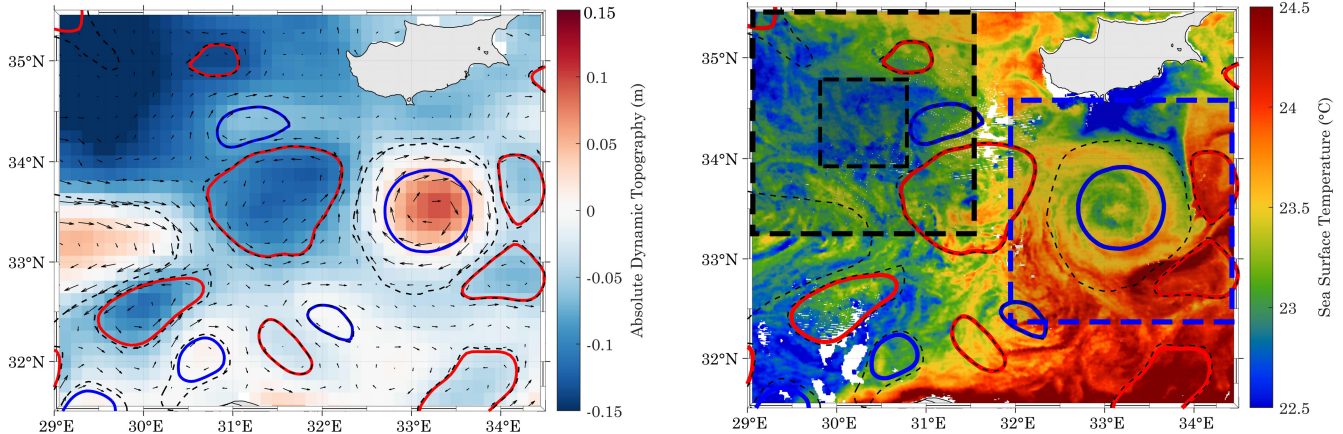 35°N
34°N
33°N
32°N
29°E
30°E
31°E
32°E
33°E
34°E
0.15
0.1
0.05
0
-0.05
-0.1
-0.15
Absolute Dynamic Topography (m)
35°N
34°N
33°N
32°N
29°E
30°E
31°E
32°E
33°E
34°E
24.5
24
23.5
23
22.5
Sea Surface Temperature (°C)